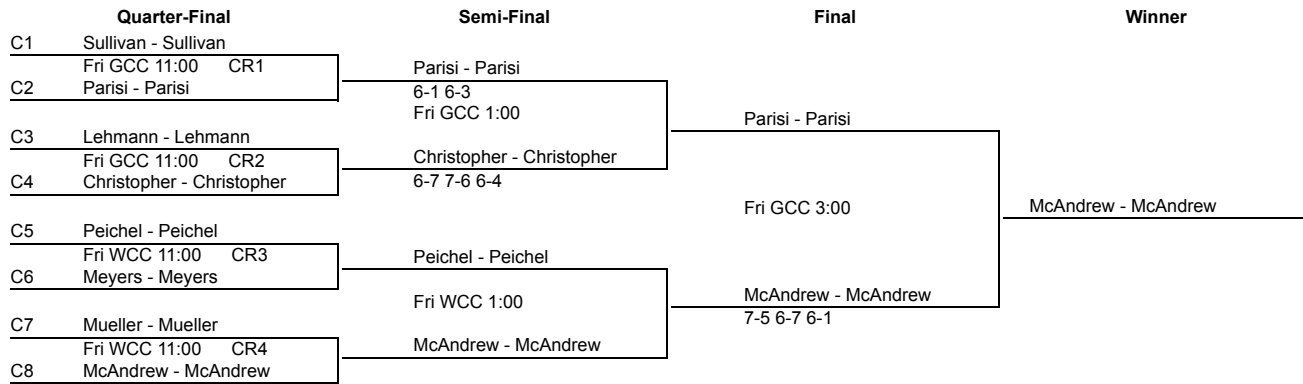 Quarter-Final Semi-Final Final Winner
C1 Sullivan - Sullivan
Fri GCC 11:00 CR1
C2 Parisi - Parisi
Parisi - Parisi
6-1 6-3
Fri GCC 1:00
C3 Lehmann - Lehmann
Fri GCC 11:00 CR2
C4 Christopher - Christopher
Christopher - Christopher
6-7 7-6 6-4
Parisi - Parisi
Fri GCC 3:00
McAndrew - McAndrew
C5 Peichel - Peichel
Fri WCC 11:00 CR3
C6 Meyers - Meyers
Peichel - Peichel
Fri WCC 1:00
C7 Mueller - Mueller
Fri WCC 11:00 CR4
C8 McAndrew - McAndrew
McAndrew - McAndrew
McAndrew - McAndrew
7-5 6-7 6-1